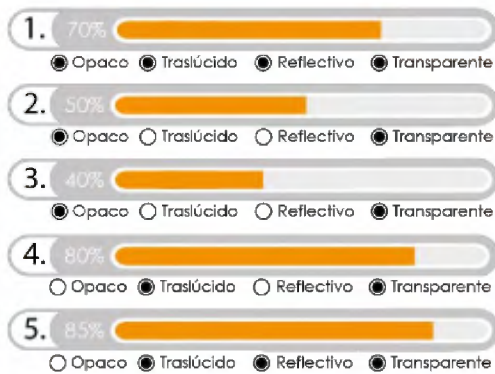 1. 70%
Opaco Traslúcido Reflectivo Transparente
2. 50%
Opaco Traslúcido Reflectivo Transparente
3. 40%
Opaco Traslúcido Reflectivo Transparente
4. 80%
Opaco Traslúcido Reflectivo Transparente
5. 85%
Opaco Traslúcido Reflectivo Transparente